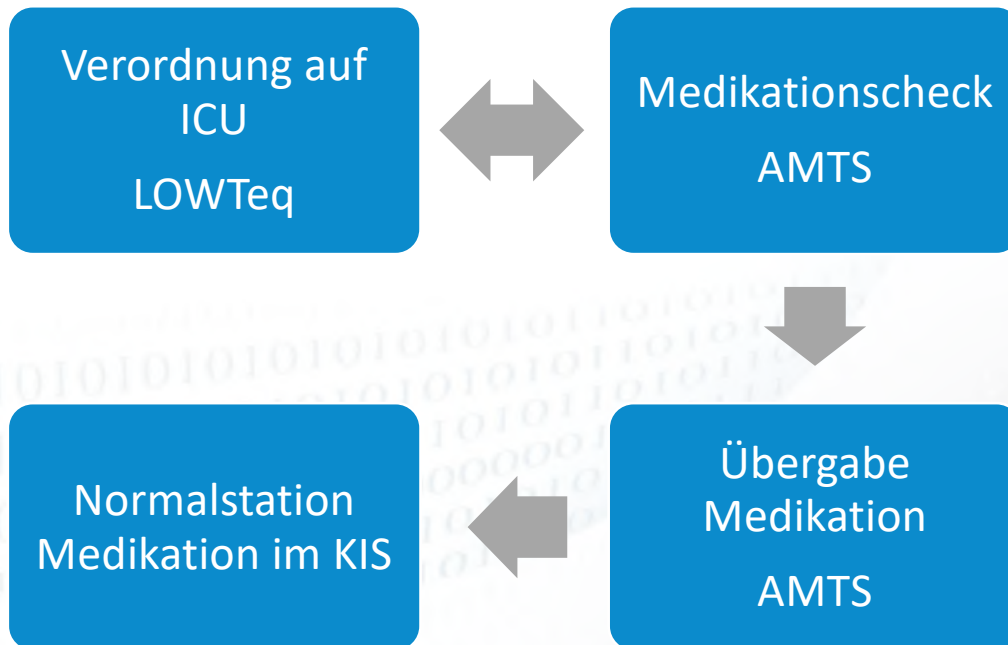 Verordnung auf
ICU
LOWTeq
Medikationscheck
AMTS
Übergabe
Medikation
AMTS
Normalstation
Medikation im KIS